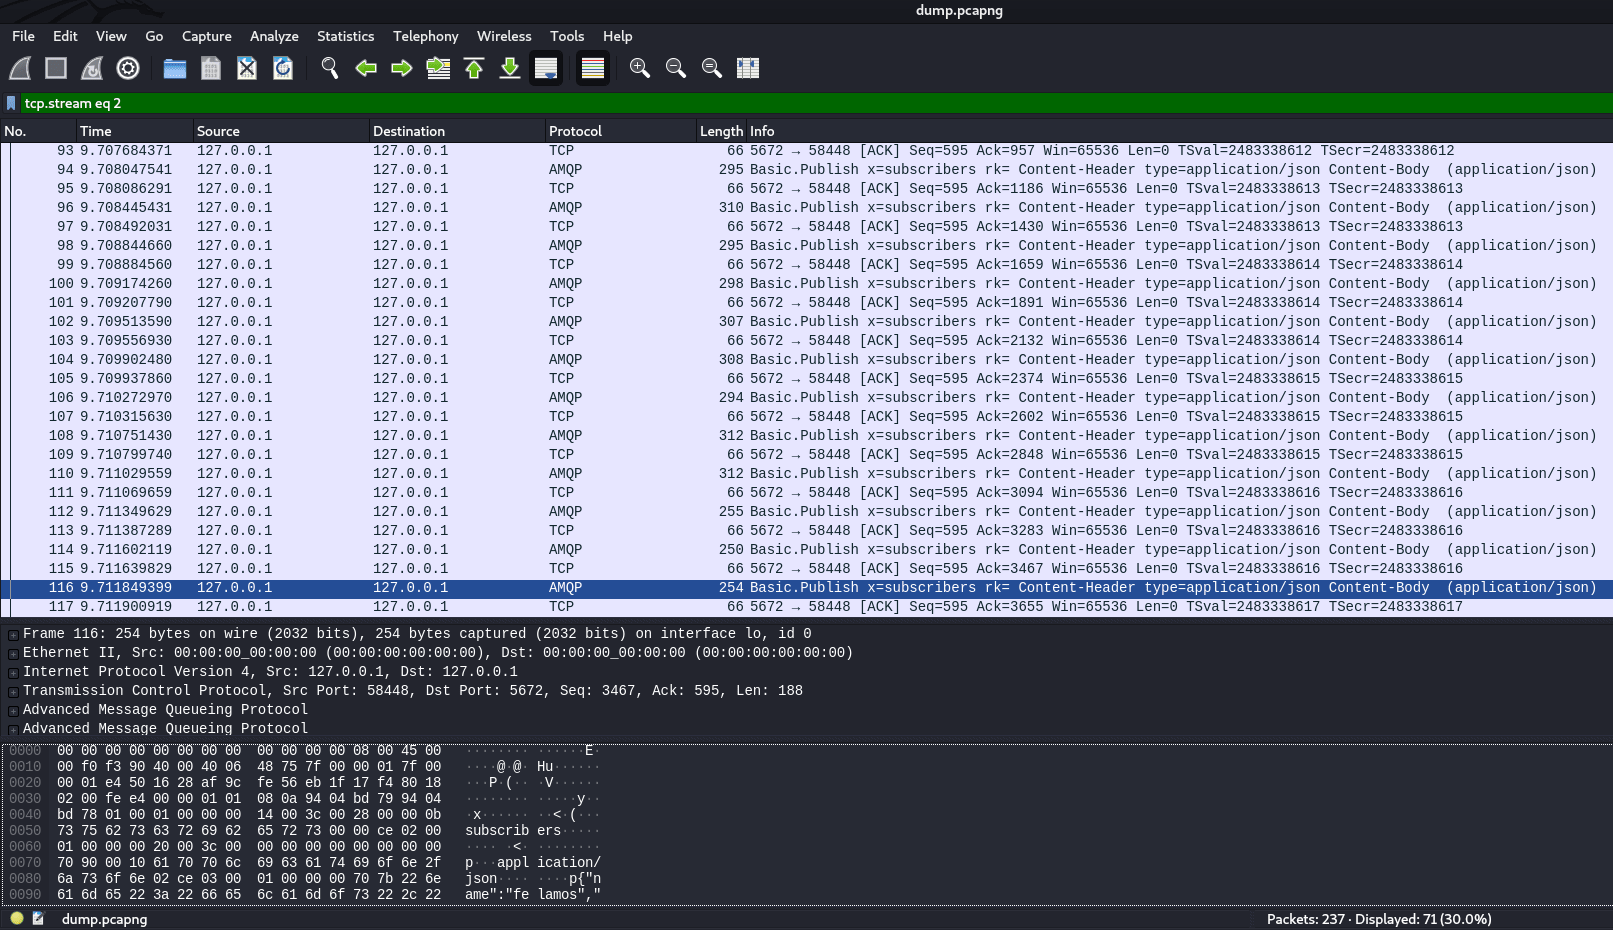 dump.pcapng
File Edit View Go Capture Analyze Statistics Telephony Wireless Tools Help
tcp.stream eq 2
No. Time Source Destination Protocol Length Info
93 9.707684371 127.0.0.1 127.0.0.1 TCP 66 5672 → 58448 [ACK] Seq=595 Ack=957 Win=65536 Len=0 TSval=2483338612 TSecr=2483338612
94 9.708047541 127.0.0.1 127.0.0.1 AMQP 295 Basic.Publish x=subscribers rk= Content-Header type=application/json Content-Body (application/json)
95 9.708086291 127.0.0.1 127.0.0.1 TCP 66 5672 → 58448 [ACK] Seq=595 Ack=1186 Win=65536 Len=0 TSval=2483338613 TSecr=2483338613
96 9.708445431 127.0.0.1 127.0.0.1 AMQP 310 Basic.Publish x=subscribers rk= Content-Header type=application/json Content-Body (application/json)
97 9.708492031 127.0.0.1 127.0.0.1 TCP 66 5672 → 58448 [ACK] Seq=595 Ack=1430 Win=65536 Len=0 TSval=2483338613 TSecr=2483338613
98 9.708844660 127.0.0.1 127.0.0.1 AMQP 295 Basic.Publish x=subscribers rk= Content-Header type=application/json Content-Body (application/json)
99 9.708884560 127.0.0.1 127.0.0.1 TCP 66 5672 → 58448 [ACK] Seq=595 Ack=1659 Win=65536 Len=0 TSval=2483338614 TSecr=2483338614
100 9.709174260 127.0.0.1 127.0.0.1 AMQP 298 Basic.Publish x=subscribers rk= Content-Header type=application/json Content-Body (application/json)
101 9.709207790 127.0.0.1 127.0.0.1 TCP 66 5672 → 58448 [ACK] Seq=595 Ack=1891 Win=65536 Len=0 TSval=2483338614 TSecr=2483338614
102 9.709513590 127.0.0.1 127.0.0.1 AMQP 307 Basic.Publish x=subscribers rk= Content-Header type=application/json Content-Body (application/json)
103 9.709556930 127.0.0.1 127.0.0.1 TCP 66 5672 → 58448 [ACK] Seq=595 Ack=2132 Win=65536 Len=0 TSval=2483338614 TSecr=2483338614
104 9.709902480 127.0.0.1 127.0.0.1 AMQP 308 Basic.Publish x=subscribers rk= Content-Header type=application/json Content-Body (application/json)
105 9.709937860 127.0.0.1 127.0.0.1 TCP 66 5672 → 58448 [ACK] Seq=595 Ack=2374 Win=65536 Len=0 TSval=2483338615 TSecr=2483338615
106 9.710272970 127.0.0.1 127.0.0.1 AMQP 294 Basic.Publish x=subscribers rk= Content-Header type=application/json Content-Body (application/json)
107 9.710315630 127.0.0.1 127.0.0.1 TCP 66 5672 → 58448 [ACK] Seq=595 Ack=2602 Win=65536 Len=0 TSval=2483338615 TSecr=2483338615
108 9.710751430 127.0.0.1 127.0.0.1 AMQP 312 Basic.Publish x=subscribers rk= Content-Header type=application/json Content-Body (application/json)
109 9.710799740 127.0.0.1 127.0.0.1 TCP 66 5672 → 58448 [ACK] Seq=595 Ack=2848 Win=65536 Len=0 TSval=2483338615 TSecr=2483338615
110 9.711029559 127.0.0.1 127.0.0.1 AMQP 312 Basic.Publish x=subscribers rk= Content-Header type=application/json Content-Body (application/json)
111 9.711069659 127.0.0.1 127.0.0.1 TCP 66 5672 → 58448 [ACK] Seq=595 Ack=3094 Win=65536 Len=0 TSval=2483338616 TSecr=2483338616
112 9.711349629 127.0.0.1 127.0.0.1 AMQP 255 Basic.Publish x=subscribers rk= Content-Header type=application/json Content-Body (application/json)
113 9.711387289 127.0.0.1 127.0.0.1 TCP 66 5672 → 58448 [ACK] Seq=595 Ack=3283 Win=65536 Len=0 TSval=2483338616 TSecr=2483338616
114 9.711602119 127.0.0.1 127.0.0.1 AMQP 250 Basic.Publish x=subscribers rk= Content-Header type=application/json Content-Body (application/json)
115 9.711639829 127.0.0.1 127.0.0.1 TCP 66 5672 → 58448 [ACK] Seq=595 Ack=3467 Win=65536 Len=0 TSval=2483338616 TSecr=2483338616
116 9.711849399 127.0.0.1 127.0.0.1 AMQP 254 Basic.Publish x=subscribers rk= Content-Header type=application/json Content-Body (application/json)
117 9.711900919 127.0.0.1 127.0.0.1 TCP 66 5672 → 58448 [ACK] Seq=595 Ack=3655 Win=65536 Len=0 TSval=2483338617 TSecr=2483338617
Frame 116: 254 bytes on wire (2032 bits), 254 bytes captured (2032 bits) on interface lo, id 0
Ethernet II, Src: 00:00:00_00:00:00 (00:00:00:00:00:00), Dst: 00:00:00_00:00:00 (00:00:00:00:00:00)
Internet Protocol Version 4, Src: 127.0.0.1, Dst: 127.0.0.1
Transmission Control Protocol, Src Port: 58448, Dst Port: 5672, Seq: 3467, Ack: 595, Len: 188
Advanced Message Queueing Protocol
Advanced Message Queueing Protocol
0000 00 00 00 00 00 00 00 00 00 00 00 00 08 00 45 00 ········ ······E·
0010 00 f0 f3 90 40 00 40 06 48 75 7f 00 00 01 7f 00 ····@·@· Hu······
0020 00 01 e4 50 16 28 af 9c fe 56 eb 1f 17 f4 80 18 ···P·(·· ·V······
0030 02 00 fe e4 00 00 01 01 08 0a 94 04 bd 79 94 04 ········ ·····y··
0040 bd 78 01 00 01 00 00 00 14 00 3c 00 28 00 00 0b ·x······ ··<·(···
0050 73 75 62 73 63 72 69 62 65 72 73 00 00 ce 02 00 subscrib ers·····
0060 01 00 00 00 20 00 3c 00 00 00 00 00 00 00 00 00 ···· ·<· ········
0070 70 90 00 10 61 70 70 6c 69 63 61 74 69 6f 6e 2f p···appl ication/
0080 6a 73 6f 6e 02 ce 03 00 01 00 00 00 70 7b 22 6e json···· ····p{"n
0090 61 6d 65 22 3a 22 66 65 6c 61 6d 6f 73 22 2c 22 ame":"fe lamos","
dump.pcapng Packets: 237 · Displayed: 71 (30.0%)